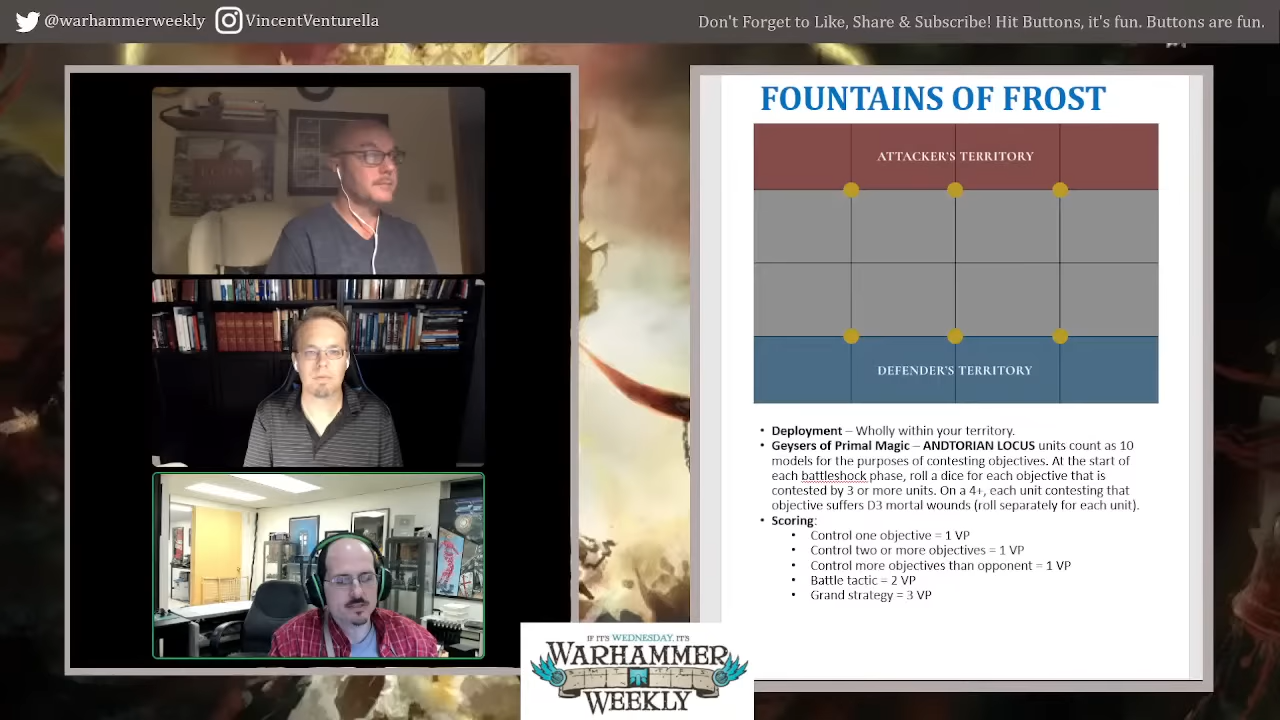 @warhammerweekly VincentVenturella
Don't Forget to Like, Share & Subscribe! Hit Buttons, it's fun. Buttons are fun.
FOUNTAINS OF FROST
ATTACKER'S TERRITORY
DEFENDER'S TERRITORY
• Deployment – Wholly within your territory.
• Geysers of Primal Magic – ANDTORIAN LOCUS units count as 10
models for the purposes of contesting objectives. At the start of
each battleshock phase, roll a dice for each objective that is
contested by 3 or more units. On a 4+, each unit contesting that
objective suffers D3 mortal wounds (roll separately for each unit).
• Scoring:
• Control one objective = 1 VP
• Control two or more objectives = 1 VP
• Control more objectives than opponent = 1 VP
• Battle tactic = 2 VP
• Grand strategy = 3 VP
IF IT'S WEDNESDAY, IT'S
WARHAMMER
WEEKLY